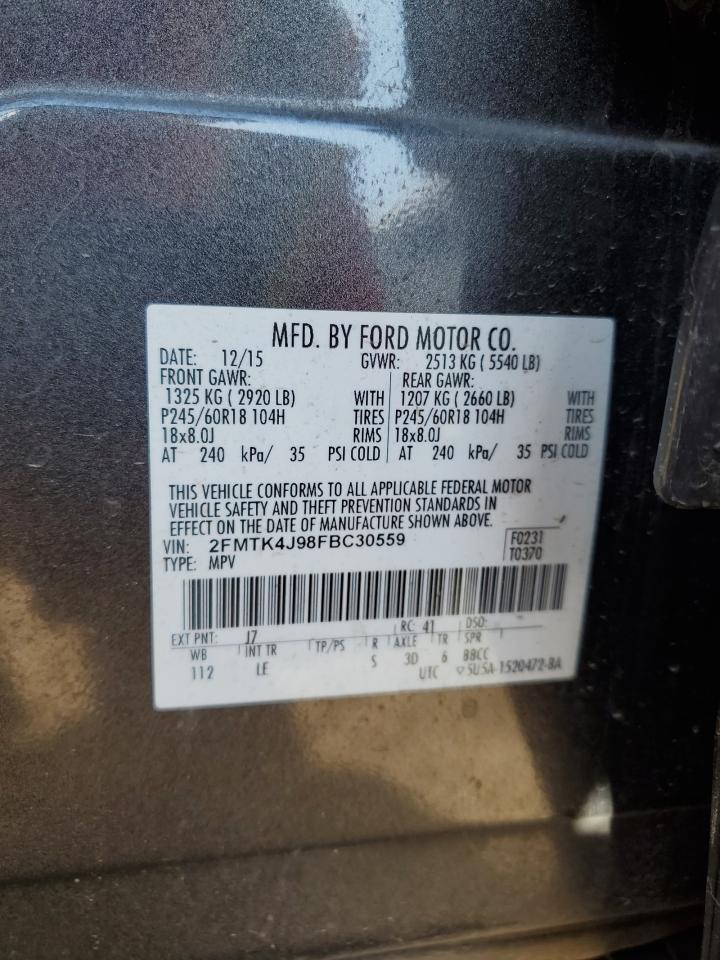 MFD. BY FORD MOTOR CO.
DATE: 12/15 GVWR: 2513 KG ( 5540 LB)
FRONT GAWR: REAR GAWR:
1325 KG ( 2920 LB) WITH 1207 KG ( 2660 LB) WITH
P245/60R18 104H TIRES P245/60R18 104H TIRES
18x8.0J RIMS 18x8.0J RIMS
AT 240 kPa/ 35 PSI COLD AT 240 kPa/ 35 PSI COLD
THIS VEHICLE CONFORMS TO ALL APPLICABLE FEDERAL MOTOR
VEHICLE SAFETY AND THEFT PREVENTION STANDARDS IN
EFFECT ON THE DATE OF MANUFACTURE SHOWN ABOVE.
VIN: 2FMTK4J98FBC30559 F0231
TYPE: MPV T0370
EXT PNT: J7 RC: 41 DSO:
WB INT TR TP/PS R AXLE TR SPR
112 LE S 3D 6 BBCC
UTC ▽SUSA-1520472-BA